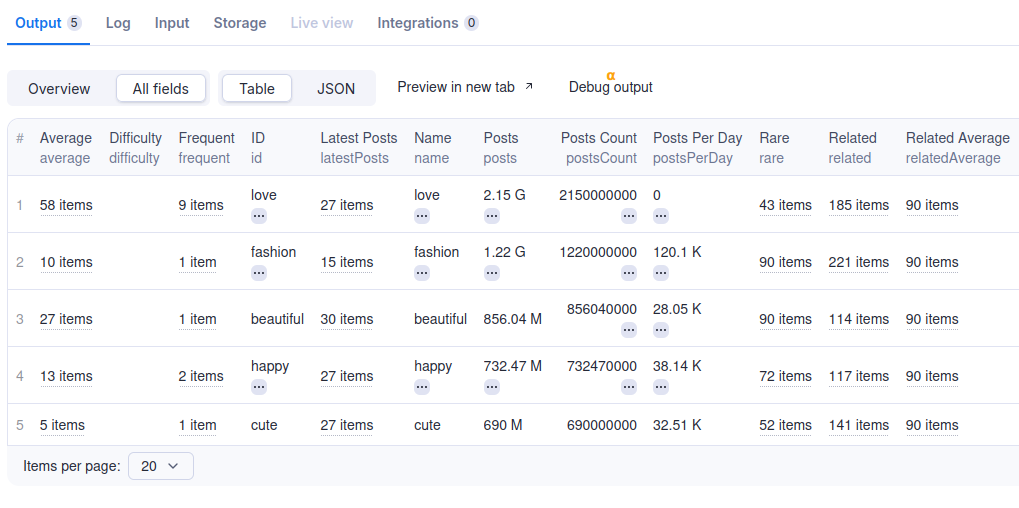 Output 5 Log Input Storage Live view Integrations 0
α
Overview All fields Table JSON Preview in new tab ↗ Debug output
# Average Difficulty Frequent ID Latest Posts Name Posts Posts Count Posts Per Day Rare Related Related Average
average difficulty frequent id latestPosts name posts postsCount postsPerDay rare related relatedAverage
1 58 items 9 items love ... 27 items love ... 2.15 G ... 2150000000 ... 0 ... 43 items 185 items 90 items
2 10 items 1 item fashion ... 15 items fashion ... 1.22 G ... 1220000000 ... 120.1 K ... 90 items 221 items 90 items
3 27 items 1 item beautiful 30 items beautiful 856.04 M 856040000 ... 28.05 K ... 90 items 114 items 90 items
4 13 items 2 items happy ... 27 items happy ... 732.47 M ... 732470000 ... 38.14 K ... 72 items 117 items 90 items
5 5 items 1 item cute 27 items cute 690 M 690000000 32.51 K 52 items 141 items 90 items
Items per page: 20